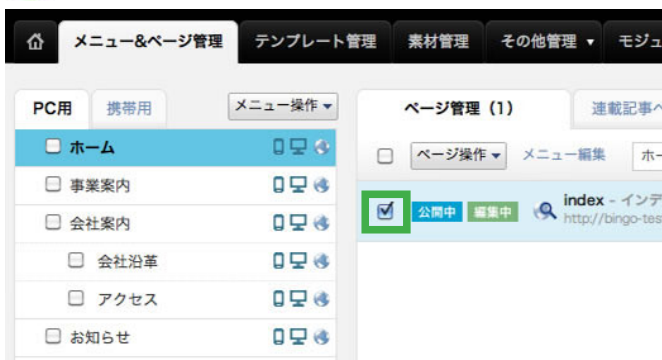 メニュー&ページ管理 テンプレート管理 素材管理 その他管理 ▼ モジュ
PC用 携帯用 メニュー操作 ▼
ページ管理（1） 連載記事へ
ホーム
ページ操作 ▼ メニュー編集 ホー
事業案内
公開中 編集中 index - インデ
http://bingo-tes
会社案内
会社沿革
アクセス
お知らせ